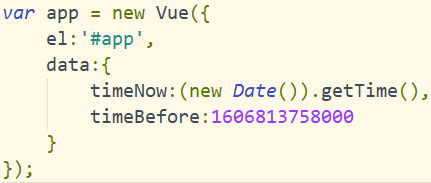 var app = new Vue({
    el:'#app',
    data:{
        timeNow:(new Date()).getTime(),
        timeBefore:1606813758000
    }
});